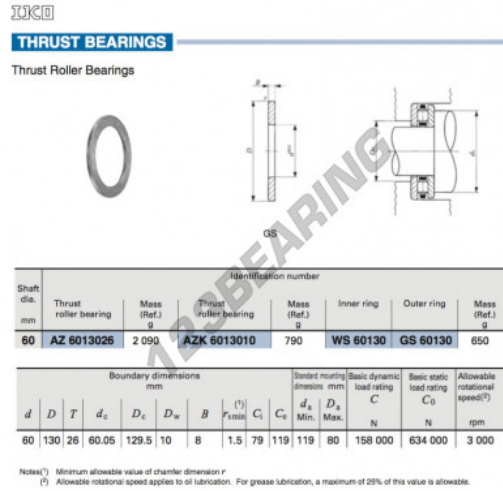 IKO
THRUST BEARINGS
Thrust Roller Bearings
B
r
D
dᴱ¹²
Da
da
GS
123BEARING
Identification number
Shaft dia. mm Thrust roller bearing Mass (Ref.) g Thrust roller bearing Mass (Ref.) g Inner ring Outer ring Mass (Ref.) g
60 AZ 6013026 2 090 AZK 6013010 790 WS 60130 GS 60130 650
Boundary dimensions mm Standard mounting dimensions mm Basic dynamic load rating C N Basic static load rating C₀ N Allowable rotational speed(²) rpm
d D T dc Dc Dw B (¹) rsmin Ci Ce da Min. Da Max.
60 130 26 60.05 129.5 10 8 1.5 79 119 119 80 158 000 634 000 3 000
Notes(¹) Minimum allowable value of chamfer dimension r
(²) Allowable rotational speed applies to oil lubrication. For grease lubrication, a maximum of 25% of this value is allowable.